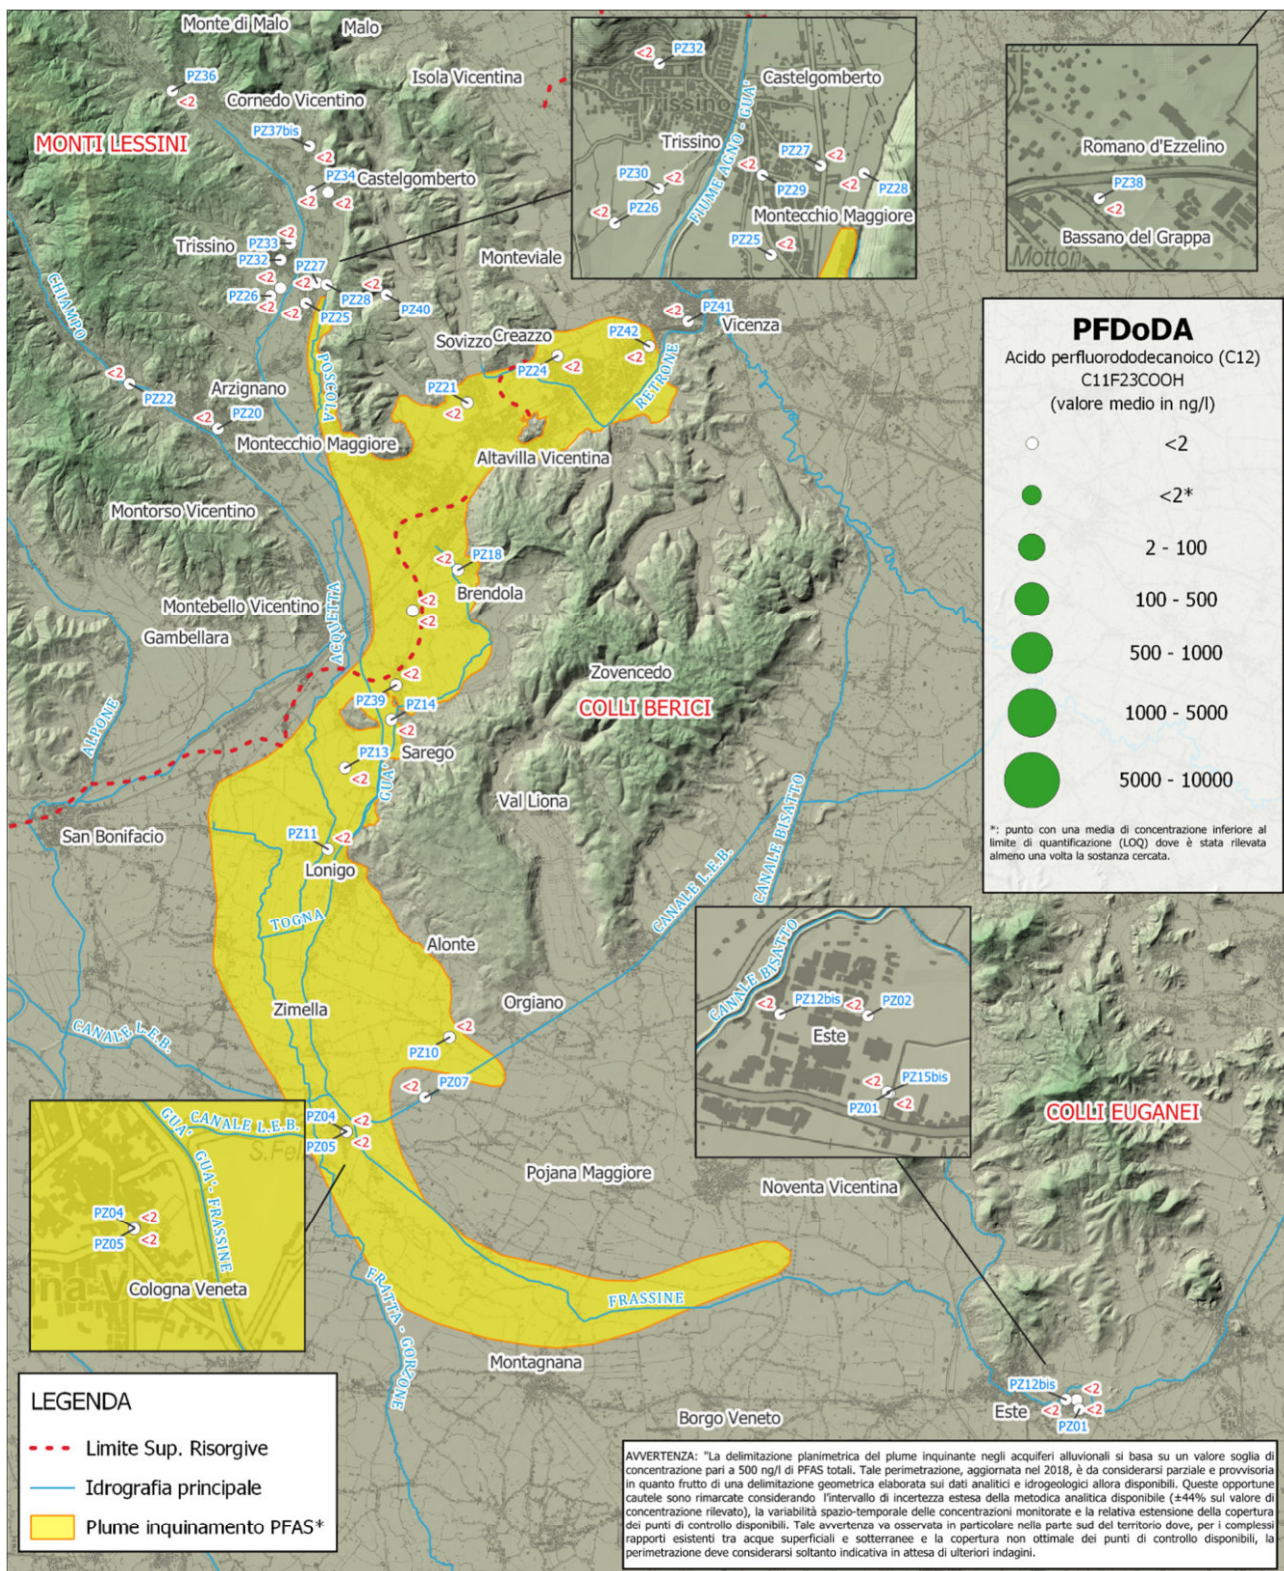 Monte di Malo
Malo
PZ36
<2
Isola Vicentina
Cornedo Vicentino
MONTI LESSINI
PZ37bis
<2
PZ34
Castelgomberto
<2
<2
Trissino
<2
PZ33
PZ32
PZ27
<2
<2
PZ28
PZ26
<2
<2
PZ25
<2
PZ40
Monteviale
CHIAMPO
POSCOLA
<2
PZ41
Vicenza
PZ42
<2
Creazzo
Sovizzo
PZ24
<2
RETRONE
PZ21
<2
<2
PZ22
Arzignano
<2
PZ20
Montecchio Maggiore
Altavilla Vicentina
Montorso Vicentino
<2
PZ18
Brendola
Montebello Vicentino
<2
<2
ACQUETTA
Gambellara
Zovencedo
COLLI BERICI
<2
PZ39
PZ14
<2
ALPONE
GUA'
Sarego
PZ13
<2
Val Liona
San Bonifacio
PZ11
<2
Lonigo
CANALE L.E.B.
CANALE BISATTO
TOGNA
Alonte
Orgiano
Zimella
CANALE L.E.B.
<2
PZ10
<2
PZ07
PZ04
<2
PZ05
<2
CANALE L.E.B.
Pojana Maggiore
Noventa Vicentina
COLLI EUGANEI
FRATTA - GORZONE
FRASSINE
Montagnana
Borgo Veneto
PZ12bis
<2
Este
<2
<2
PZ01
<2
PZ32
Castelgomberto
Trissino
Trissino
FIUME AGNO - GUA'
PZ27
<2
PZ30
<2
<2
PZ29
<2
PZ28
<2
PZ26
Montecchio Maggiore
PZ25
<2
Romano d'Ezzelino
PZ38
<2
Bassano del Grappa
PFDoDA
Acido perfluorododecanoico (C12)
C11F23COOH
(valore medio in ng/l)
<2
<2*
2 - 100
100 - 500
500 - 1000
1000 - 5000
5000 - 10000
*: punto con una media di concentrazione inferiore al
limite di quantificazione (LOQ) dove è stata rilevata
almeno una volta la sostanza cercata.
CANALE BISATTO
<2
PZ12bis
<2
PZ02
Este
<2
PZ15bis
PZ01
<2
GUA'
GUA'- FRASSINE
PZ04
<2
PZ05
<2
Cologna Veneta
LEGENDA
Limite Sup. Risorgive
Idrografia principale
Plume inquinamento PFAS*
AVVERTENZA: "La delimitazione planimetrica del plume inquinante negli acquiferi alluvionali si basa su un valore soglia di
concentrazione pari a 500 ng/l di PFAS totali. Tale perimetrazione, aggiornata nel 2018, è da considerarsi parziale e provvisoria
in quanto frutto di una delimitazione geometrica elaborata sui dati analitici e idrogeologici allora disponibili. Queste opportune
cautele sono rimarcate considerando l'intervallo di incertezza estesa della metodica analitica disponibile (±44% sul valore di
concentrazione rilevato), la variabilità spazio-temporale delle concentrazioni monitorate e la relativa estensione della copertura
dei punti di controllo disponibili. Tale avvertenza va osservata in particolare nella parte sud del territorio dove, per i complessi
rapporti esistenti tra acque superficiali e sotterranee e la copertura non ottimale dei punti di controllo disponibili, la
perimetrazione deve considerarsi soltanto indicativa in attesa di ulteriori indagini.